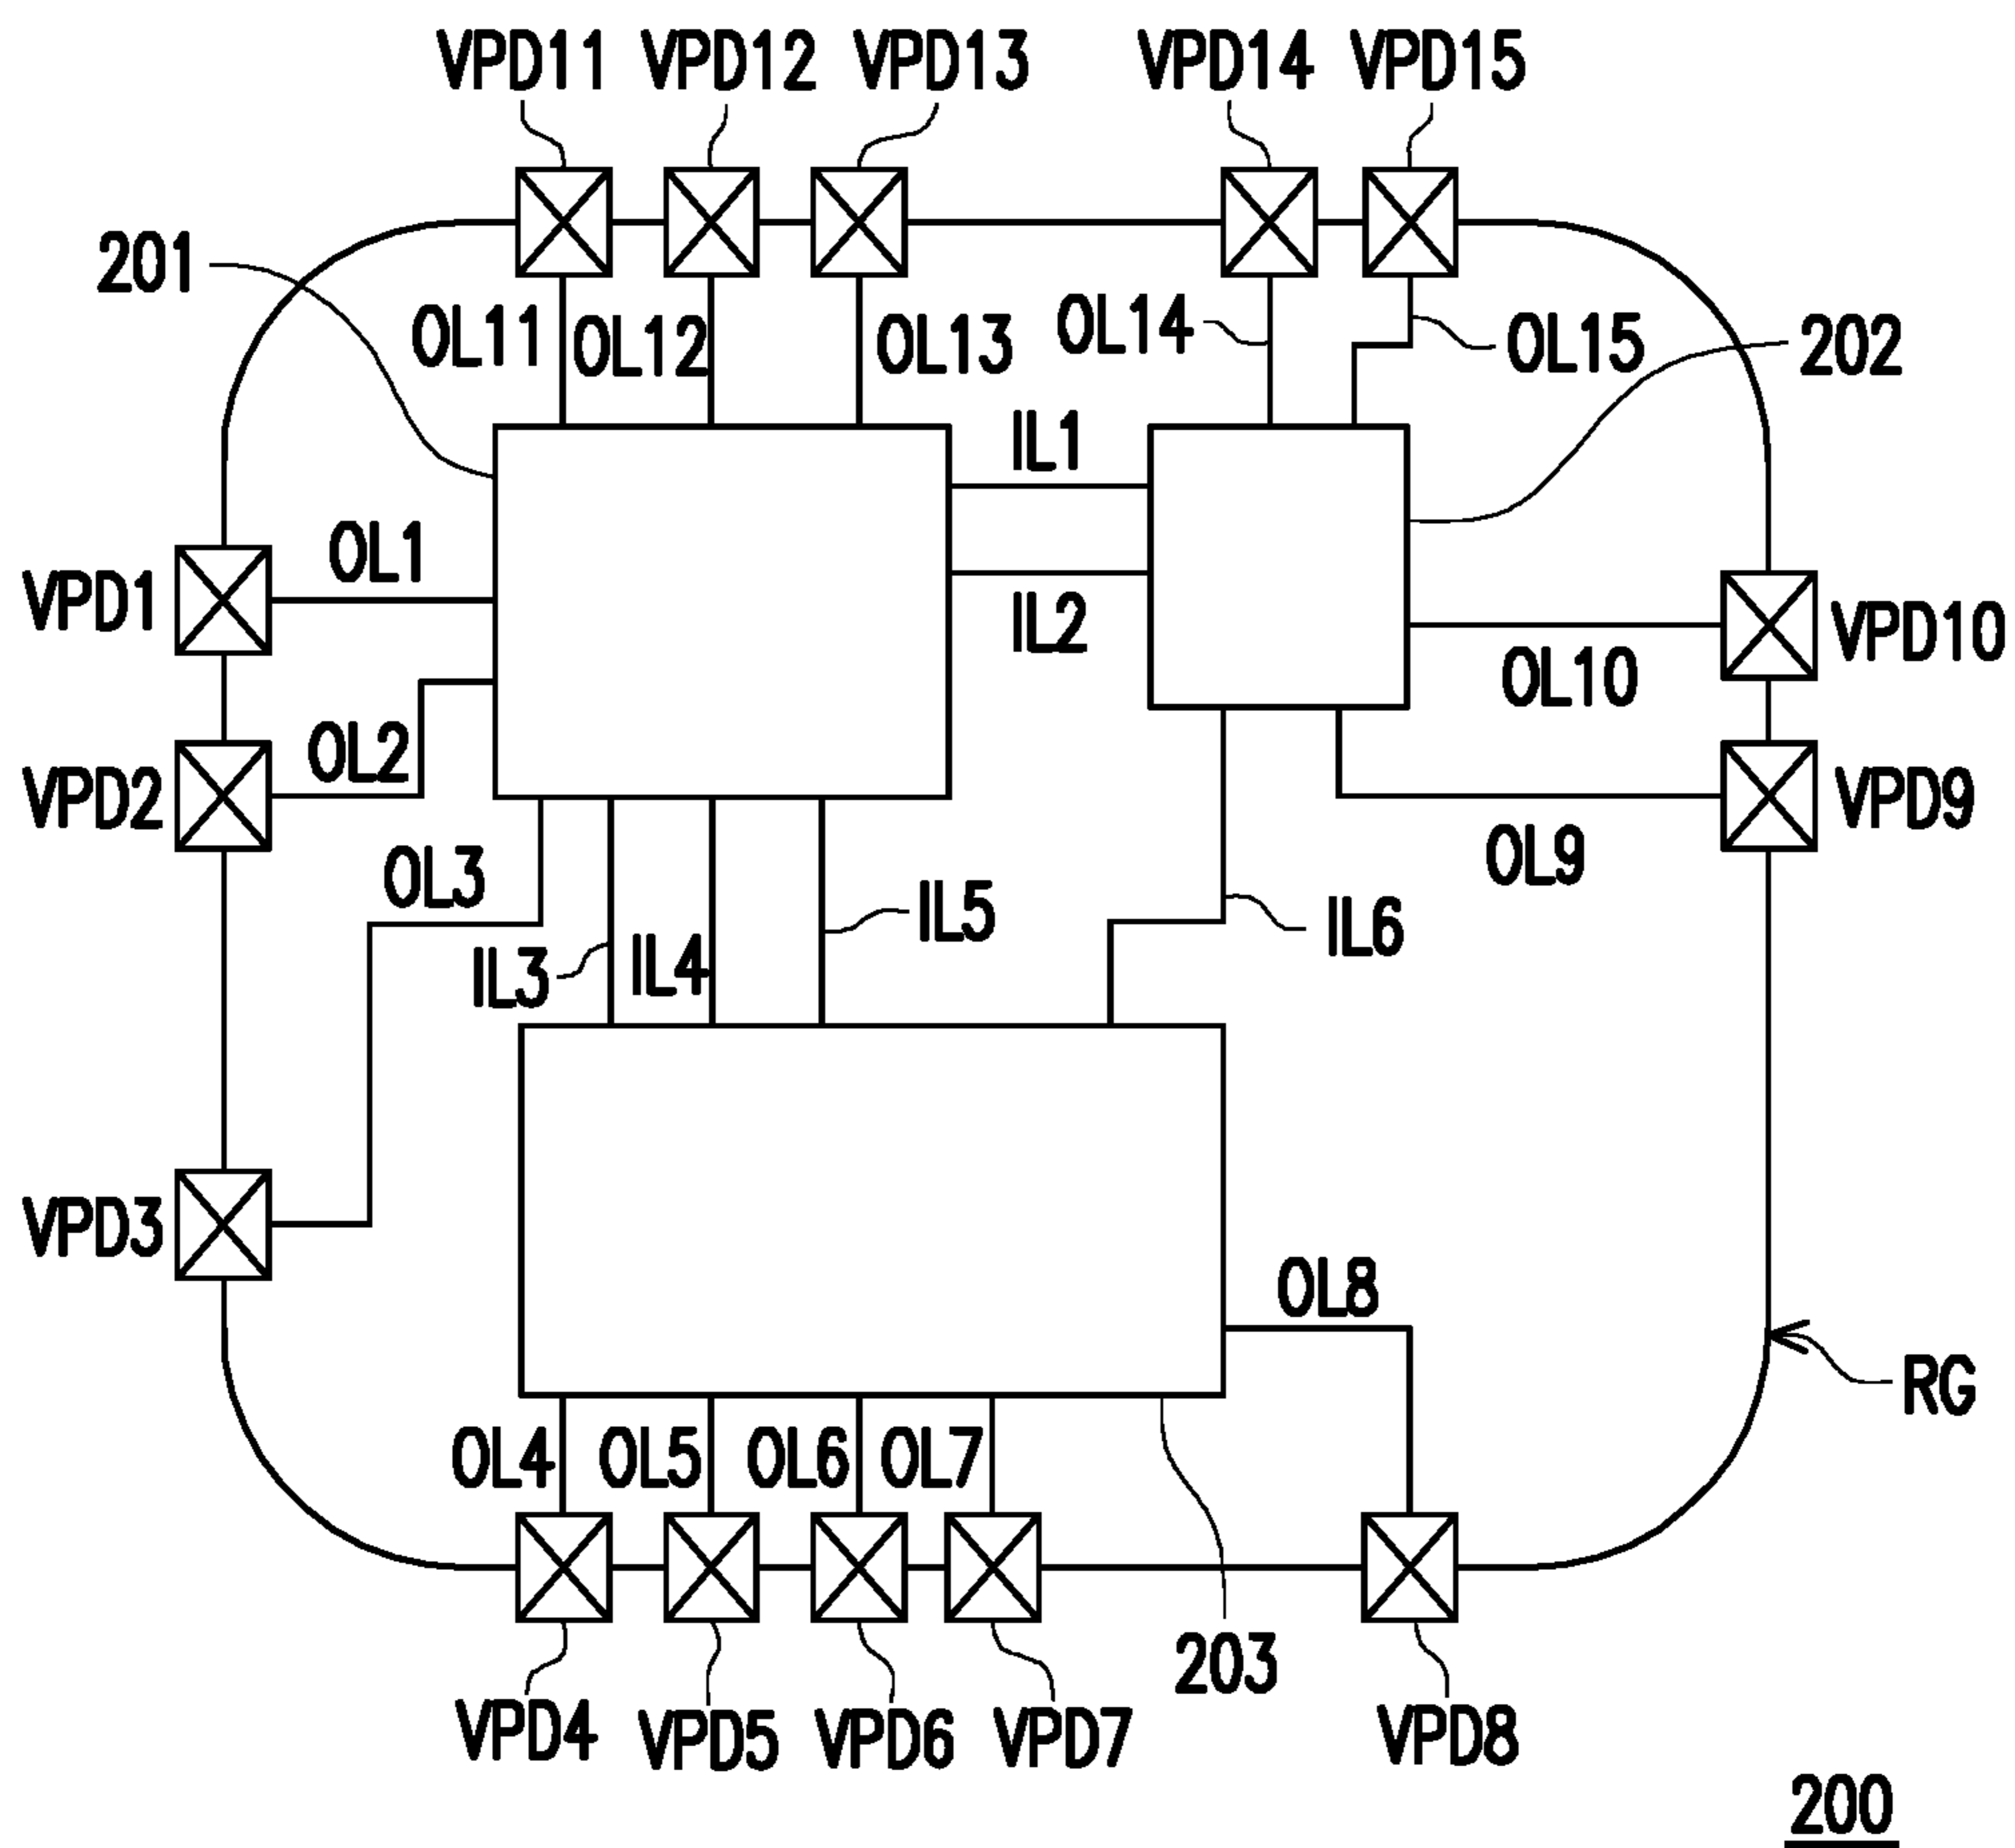 VPD11 VPD12 VPD13 VPD14 VPD15
201
OL11 OL12 OL13 OL14 OL15 202
IL1
OL1
VPD1 IL2 VPD10
OL10
OL2
VPD2 VPD9
OL3 OL9
IL5 IL6
IL3 IL4
VPD3
OL8
RG
OL4 OL5 OL6 OL7
203
VPD4 VPD5 VPD6 VPD7 VPD8
200